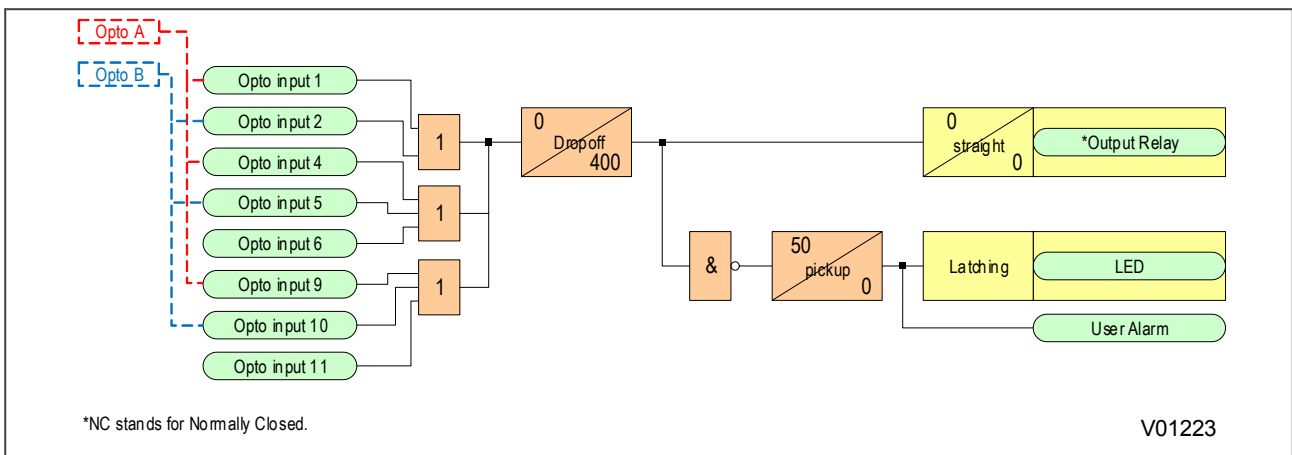 Opto A
Opto B
Opto input 1
Opto input 2
Opto input 4
Opto input 5
Opto input 6
Opto input 9
Opto input 10
Opto input 11
1
1
1
0
Dropoff
400
0
straight
0
*Output Relay
&
50
pickup
0
Latching
LED
User Alarm
*NC stands for Normally Closed.
V01223